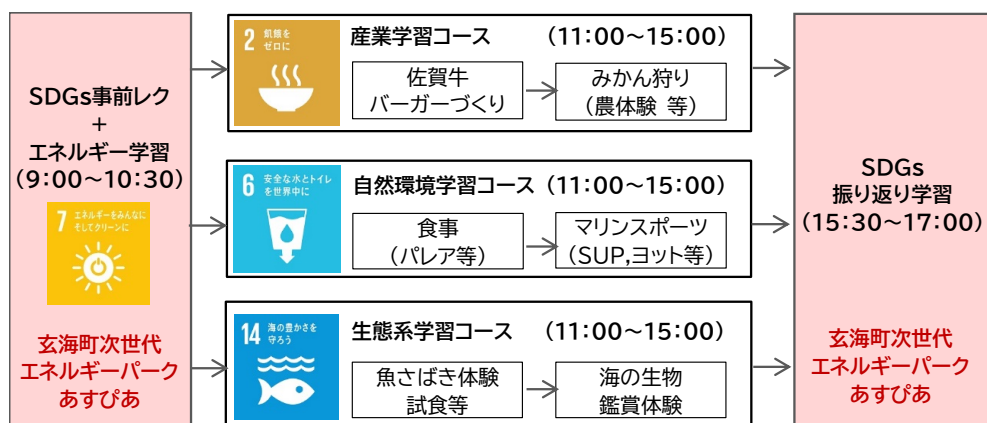 SDGs事前レク
+
エネルギー学習
(9:00~10:30)
7 エネルギーをみんなに
そしてクリーンに
玄海町次世代
エネルギーパーク
あすぴあ
2 飢餓を
ゼロに
産業学習コース (11:00~15:00)
佐賀牛
バーガーづくり
みかん狩り
(農体験 等)
6 安全な水とトイレ
を世界中に
自然環境学習コース (11:00~15:00)
食事
(パレア等)
マリンスポーツ
(SUP,ヨット等)
14 海の豊かさを
守ろう
生態系学習コース (11:00~15:00)
魚さばき体験
試食等
海の生物
鑑賞体験
SDGs
振り返り学習
(15:30~17:00)
玄海町次世代
エネルギーパーク
あすぴあ